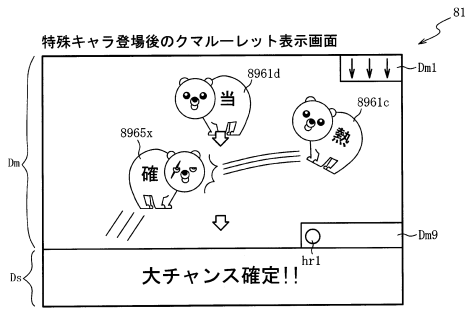 81
特殊キャラ登場後のクマルーレット表示画面
Dm1
8961d
当
8961c
熱
8965x
確
Dm
Dm9
hr1
Ds
大チャンス確定!!